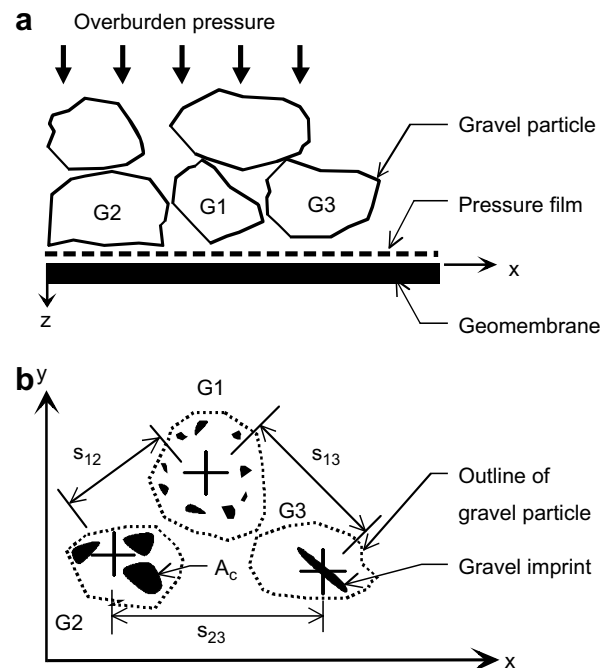 a
Overburden pressure
Gravel particle
G2
G1
G3
Pressure film
x
z
Geomembrane
b
y
G1
s12
s13
Outline of
gravel particle
G3
Ac
Gravel imprint
G2
s23
x